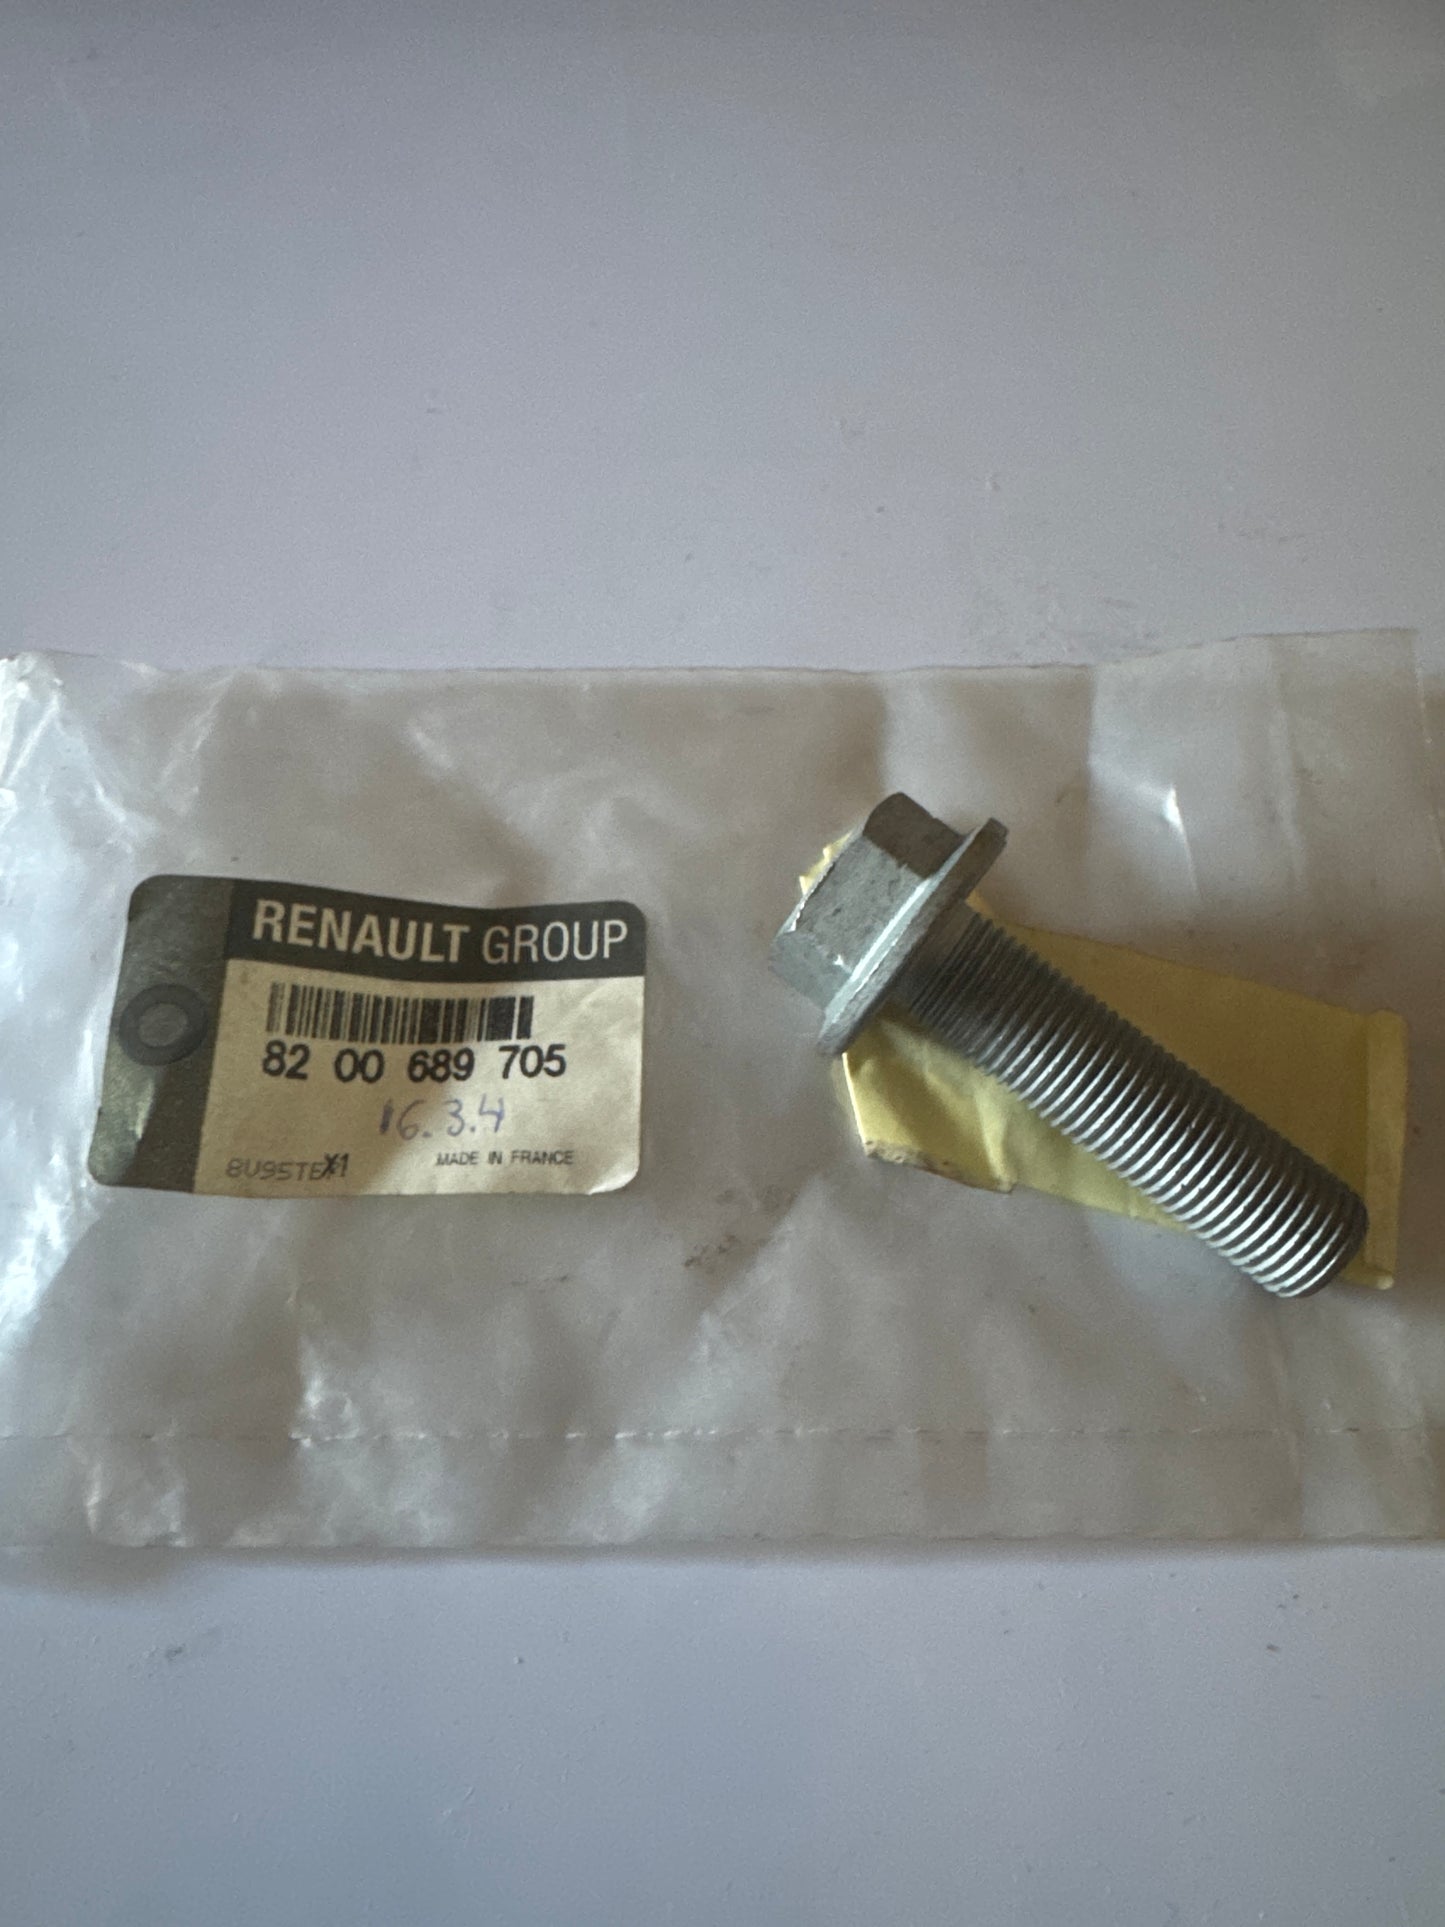 RENAULT GROUP
82 00 689 705
16.3.4
8U95TE X1 MADE IN FRANCE